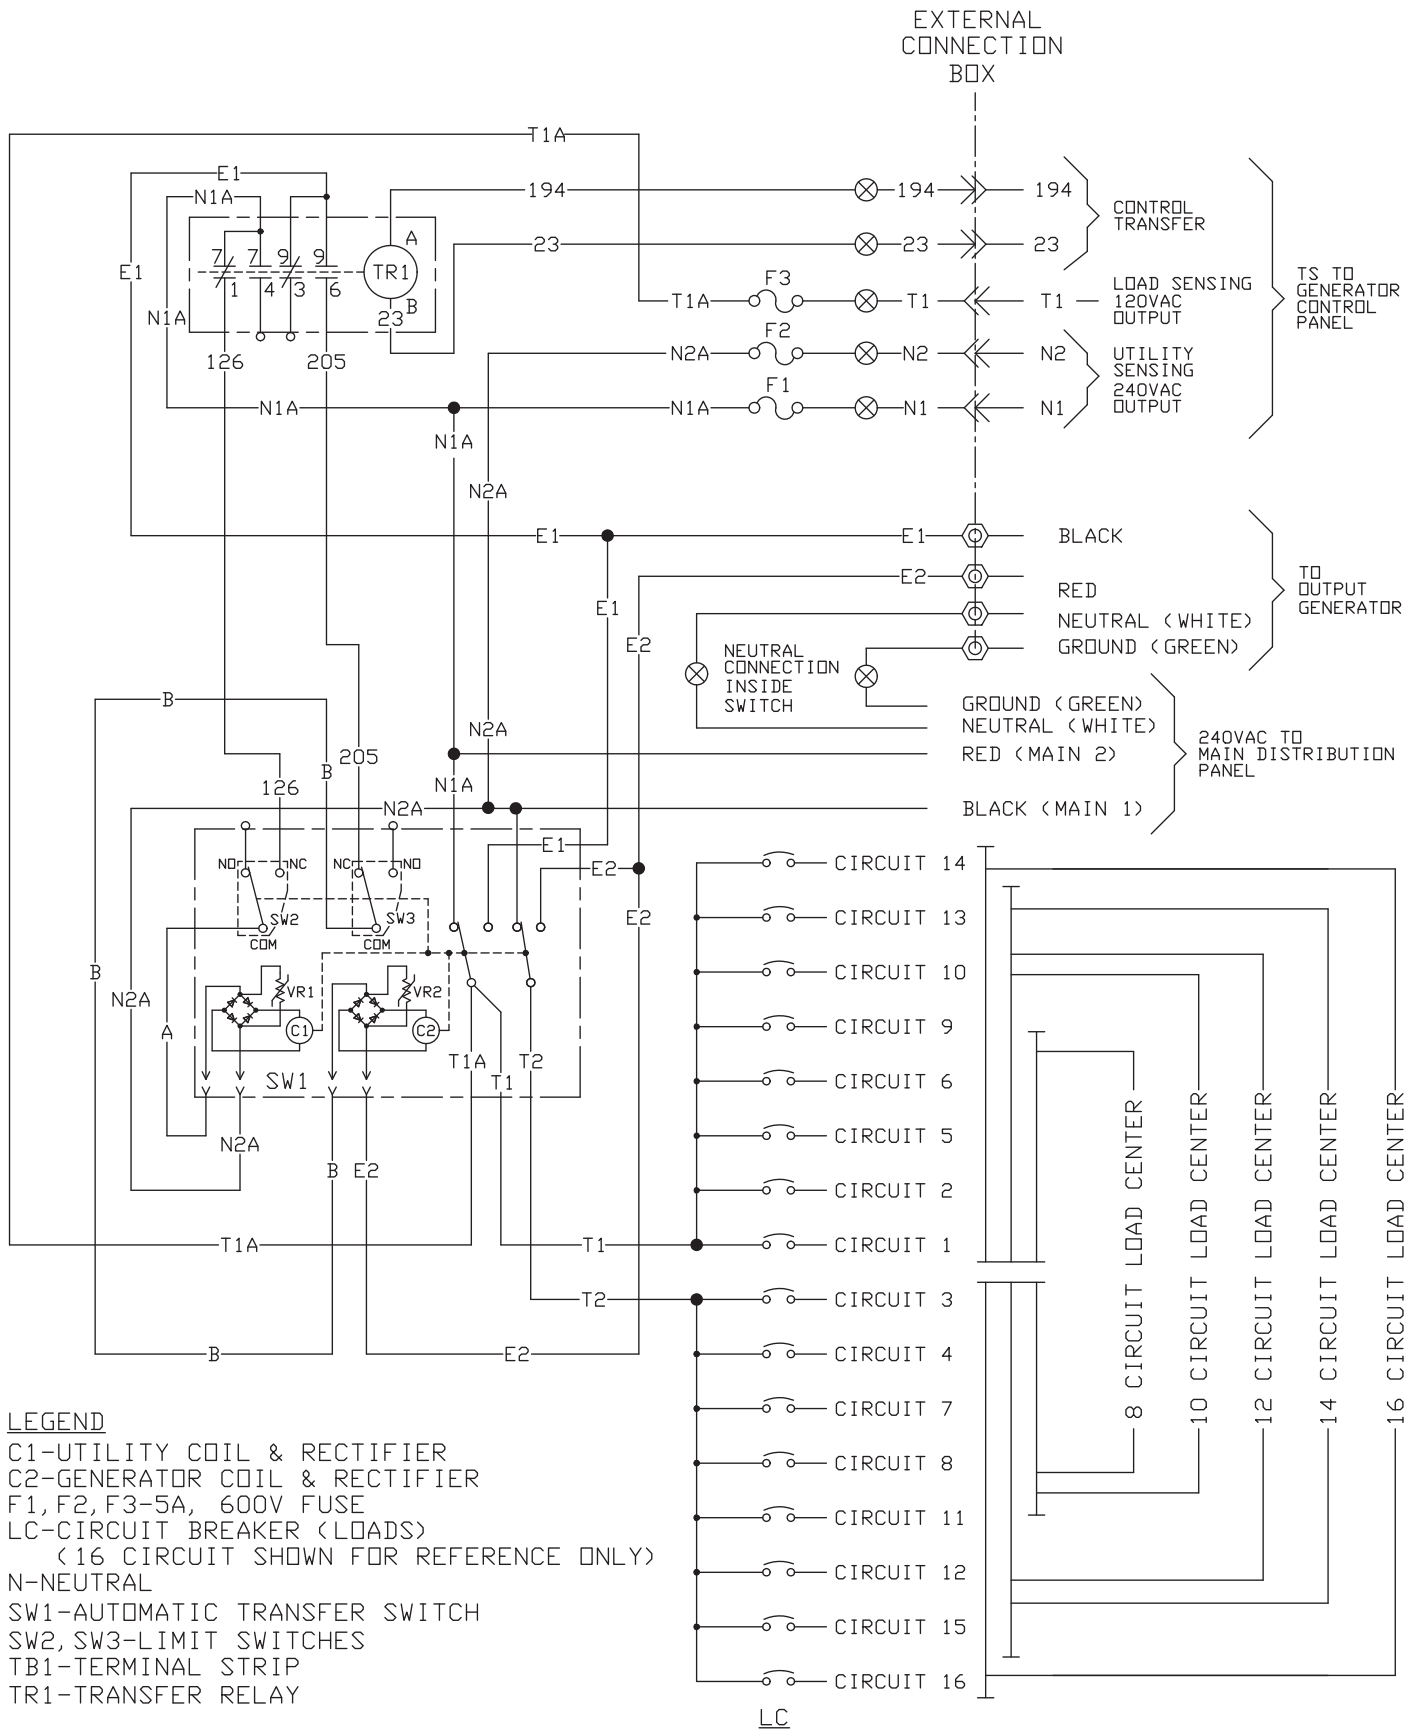 EXTERNAL
CONNECTION
BOX
T1A
E1
N1A
194
194
194
CONTROL
TRANSFER
A
23
23
23
7
7
9
9
TR1
E1
1
4
3
6
B
23
N1A
126
205
F3
T1A
T1
T1
LOAD SENSING
120VAC
OUTPUT
TS TO
GENERATOR
CONTROL
PANEL
F2
N2A
N2
N2
UTILITY
SENSING
240VAC
OUTPUT
F1
N1A
N1A
N1
N1
N1A
N2A
E1
E1
BLACK
E2
RED
TO
OUTPUT
GENERATOR
E1
NEUTRAL (WHITE)
E2
GROUND (GREEN)
NEUTRAL
CONNECTION
INSIDE
SWITCH
B
GROUND (GREEN)
NEUTRAL (WHITE)
N2A
RED (MAIN 2)
240VAC TO
MAIN DISTRIBUTION
PANEL
205
B
126
N1A
N2A
BLACK (MAIN 1)
E1
NO
NC
NC
NO
E2
CIRCUIT 14
SW2
SW3
E2
CIRCUIT 13
COM
COM
B
CIRCUIT 10
N2A
VR1
VR2
A
C1
C2
CIRCUIT 9
T1A
T2
SW1
T1
CIRCUIT 6
N2A
CIRCUIT 5
B
E2
CIRCUIT 2
T1A
T1
CIRCUIT 1
T2
CIRCUIT 3
B
E2
CIRCUIT 4
CIRCUIT 7
CIRCUIT 8
CIRCUIT 11
CIRCUIT 12
CIRCUIT 15
CIRCUIT 16
LC
8 CIRCUIT LOAD CENTER
10 CIRCUIT LOAD CENTER
12 CIRCUIT LOAD CENTER
14 CIRCUIT LOAD CENTER
16 CIRCUIT LOAD CENTER
LEGEND
C1-UTILITY COIL & RECTIFIER
C2-GENERATOR COIL & RECTIFIER
F1,F2,F3-5A, 600V FUSE
LC-CIRCUIT BREAKER (LOADS)
(16 CIRCUIT SHOWN FOR REFERENCE ONLY)
N-NEUTRAL
SW1-AUTOMATIC TRANSFER SWITCH
SW2,SW3-LIMIT SWITCHES
TB1-TERMINAL STRIP
TR1-TRANSFER RELAY